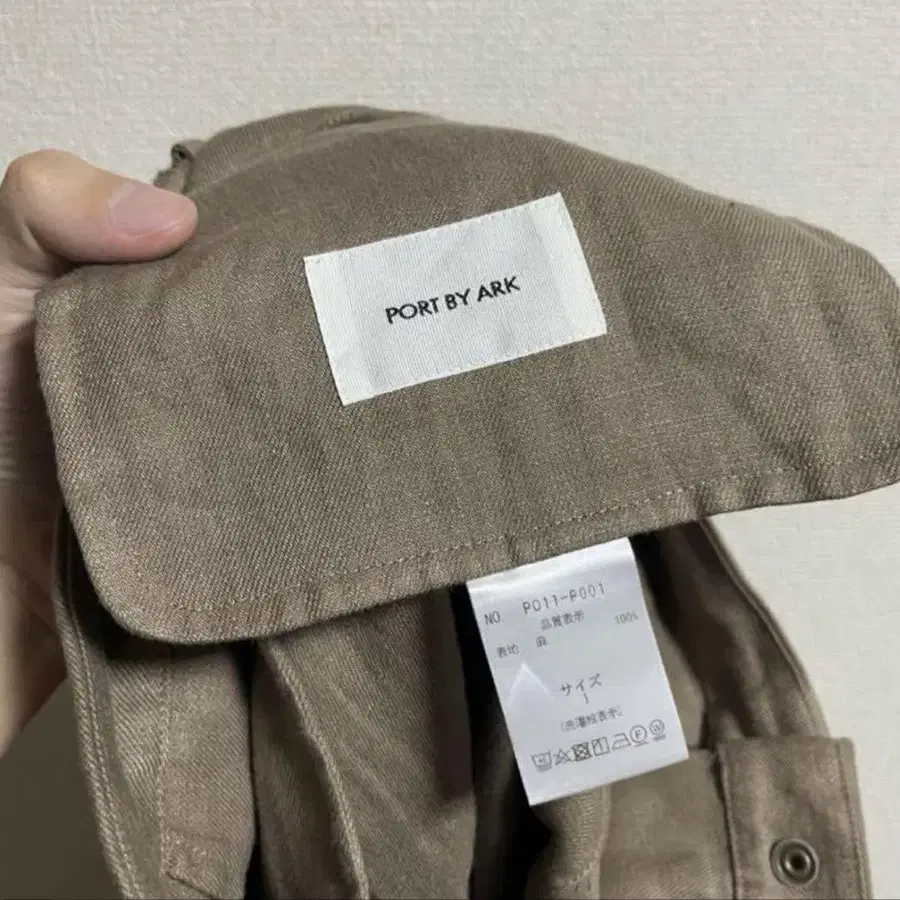 PORT BY ARK
NO. PO11-P001
品質表示
表地 麻 100%
サイズ
1
(洗濯絵表示)